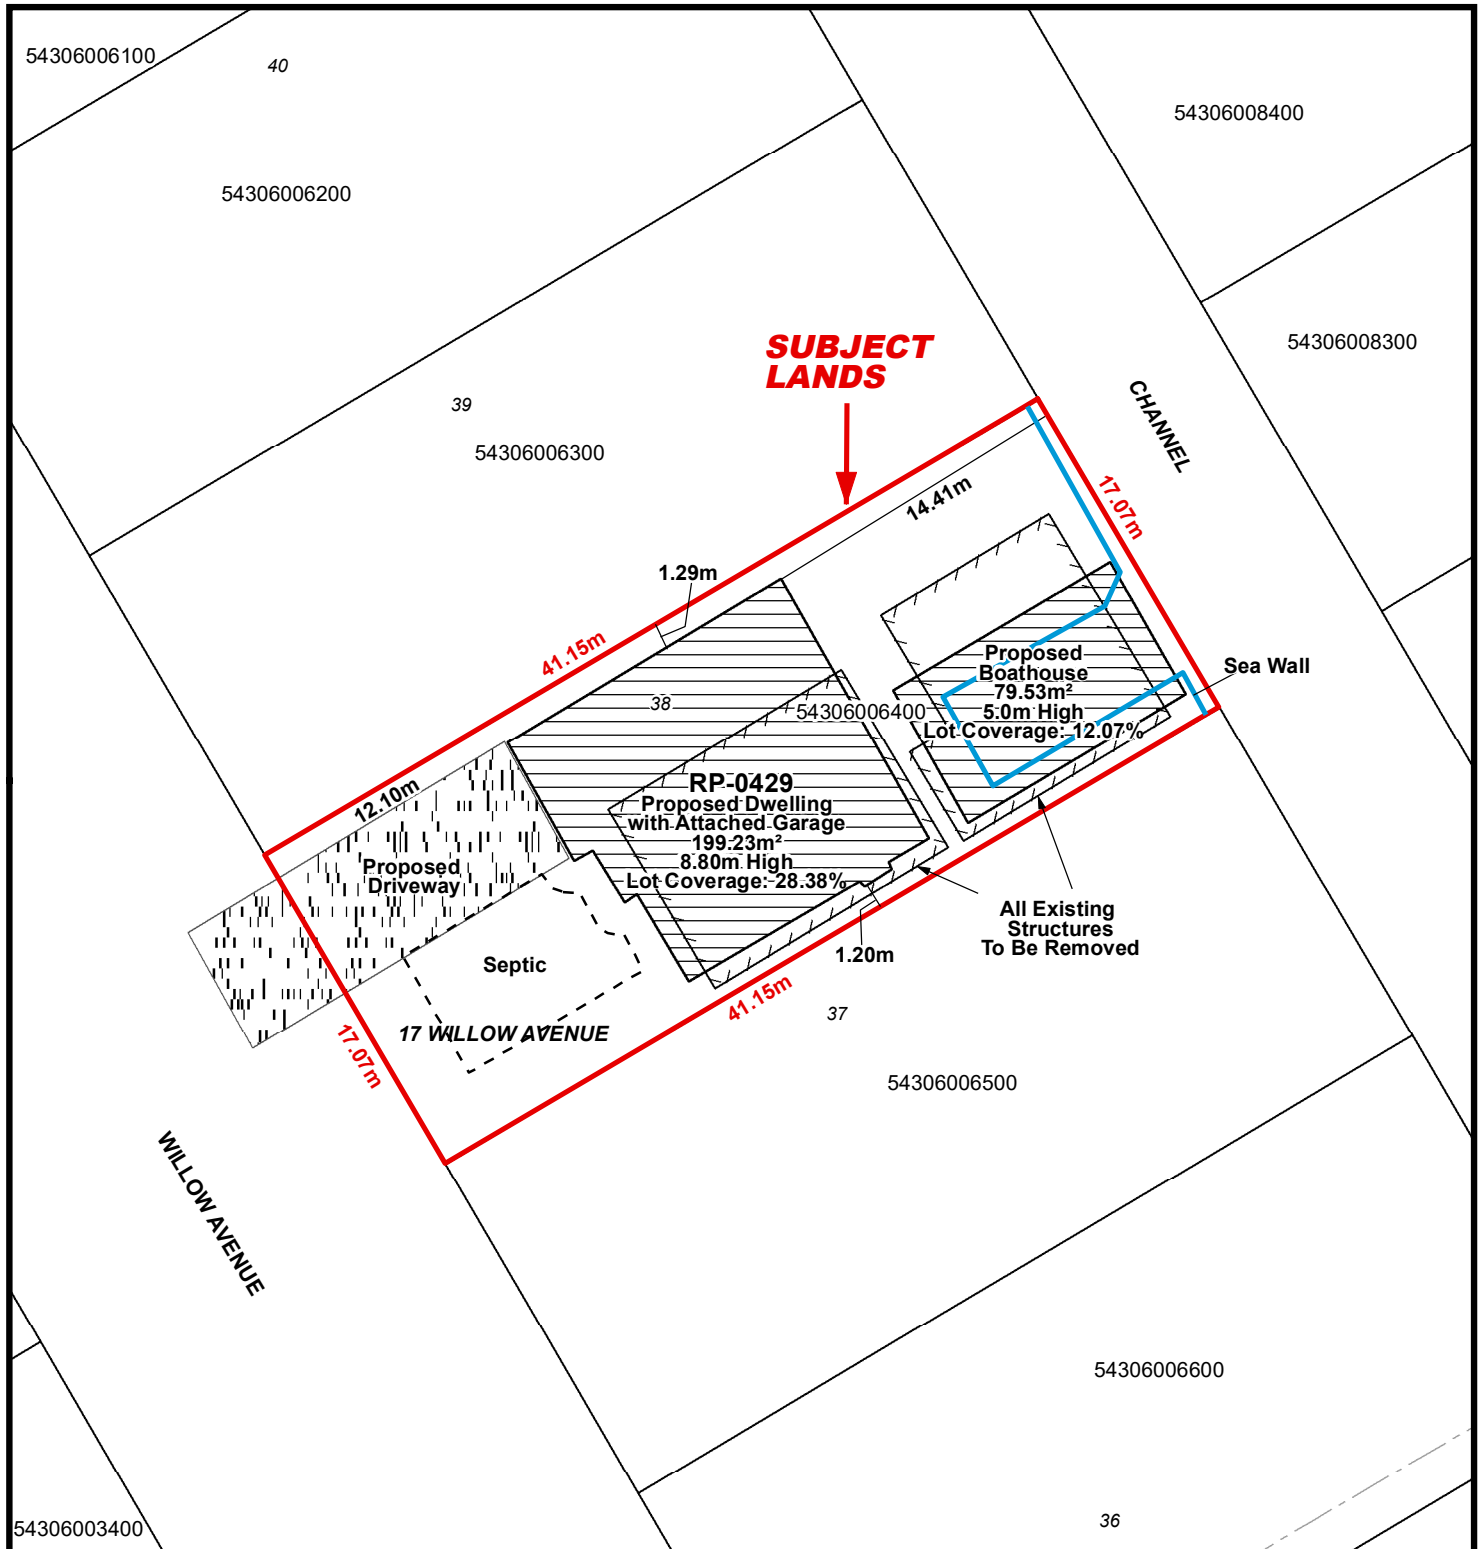 54306006100
40
54306008400
54306006200
54306008300
SUBJECT
LANDS
CHANNEL
39
54306006300
14.41m
17.07m
1.29m
41.15m
Proposed
Boathouse
79.53m²
5.0m High
Lot Coverage: 12.07%
Sea Wall
38
54306006400
12.10m
RP-0429
Proposed Dwelling
with Attached Garage
199.23m²
8.80m High
Lot Coverage: 28.38%
Proposed
Driveway
All Existing
Structures
To Be Removed
1.20m
Septic
41.15m
37
17 WILLOW AVENUE
17.07m
54306006500
WILLOW AVENUE
54306006600
36
54306003400